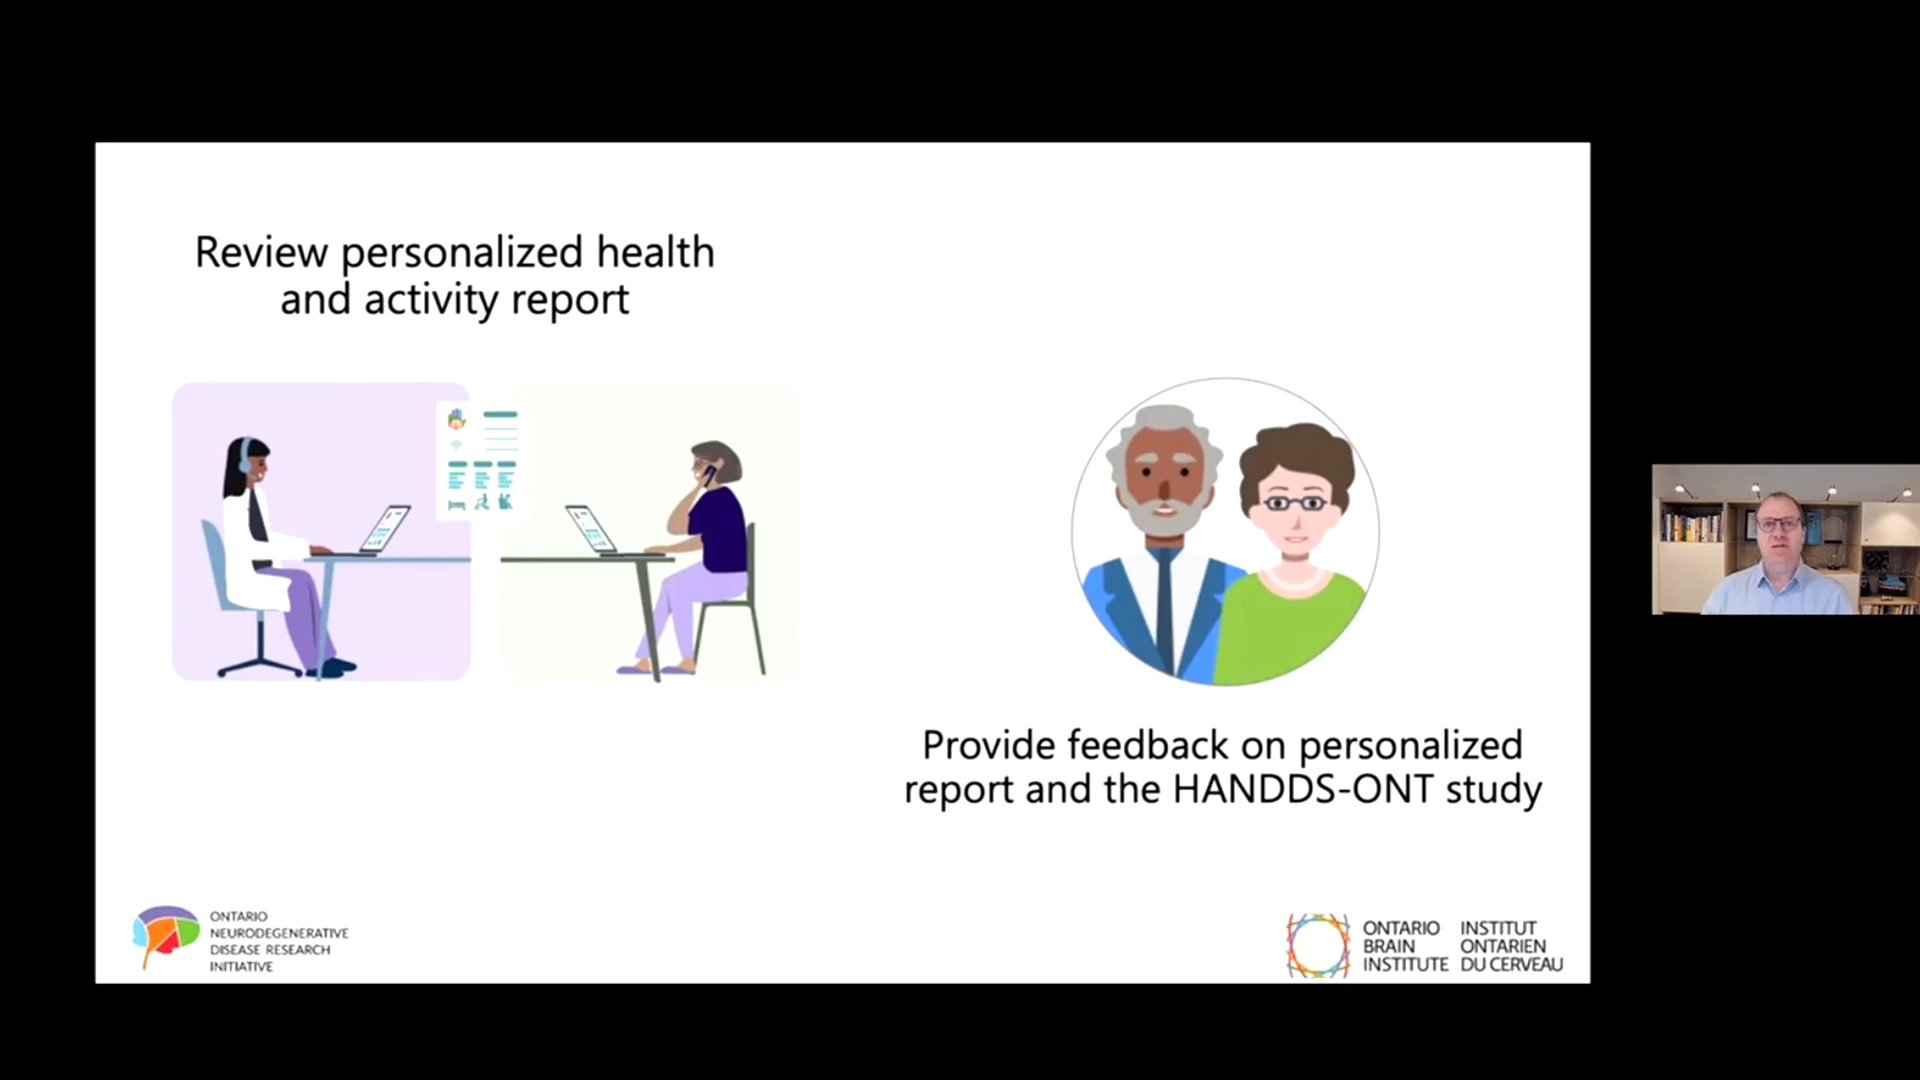 Review personalized health
and activity report
Provide feedback on personalized
report and the HANDDS-ONT study
ONTARIO
NEURODEGENERATIVE
DISEASE RESEARCH
INITIATIVE
ONTARIO
BRAIN
INSTITUTE
INSTITUT
ONTARIEN
DU CERVEAU